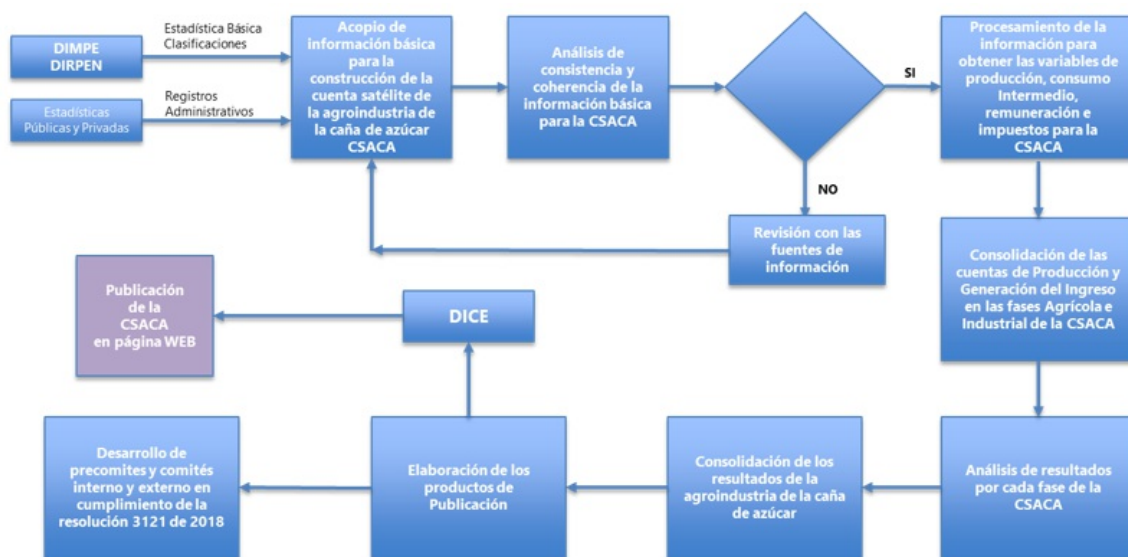 DIMPE
DIRPEN
Estadística Básica
Clasificaciones
Estadísticas
Públicas y Privadas
Registros
Administrativos
Acopio de
información básica
para la
construcción de la
cuenta satélite de
la agroindustria de
la caña de azúcar
CSACA
Análisis de
consistencia y
coherencia de la
información básica
para la CSACA
SI
NO
Procesamiento de la
información para
obtener las variables de
producción, consumo
Intermedio,
remuneración e
impuestos para la
CSACA
Revisión con las
fuentes de
información
Consolidación de las
cuentas de Producción y
Generación del Ingreso
en las fases Agrícola e
Industrial de la CSACA
Publicación
de la
CSACA
en página WEB
DICE
Desarrollo de
precomites y comités
interno y externo en
cumplimiento de la
resolución 3121 de 2018
Elaboración de los
productos de
Publicación
Consolidación de los
resultados de la
agroindustria de la caña
de azúcar
Análisis de resultados
por cada fase de la
CSACA